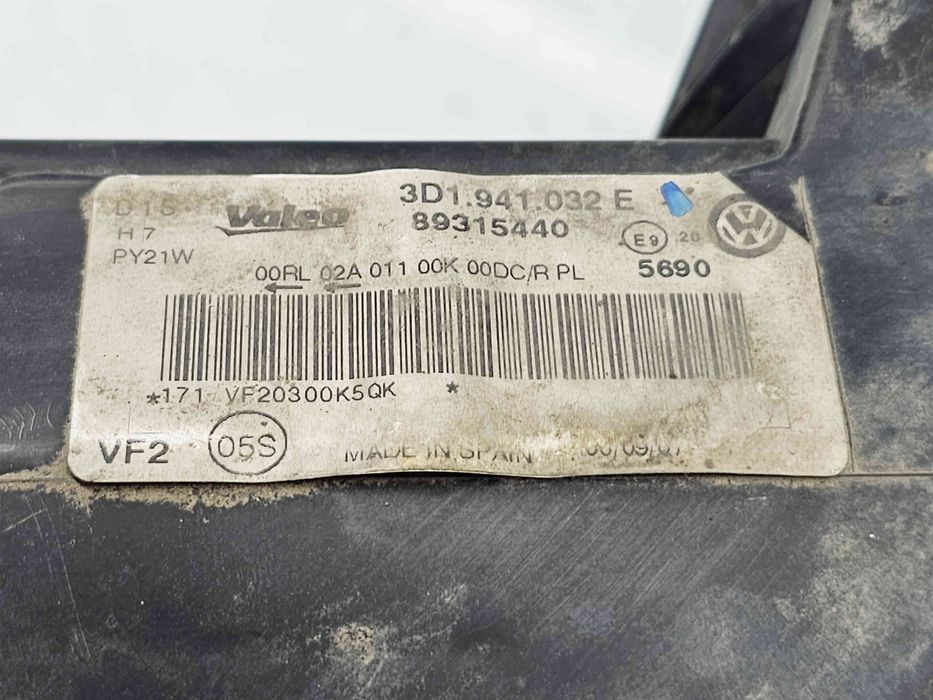 D1S Valeo 3D1.941.032 E
H7 89315440 E9 .20
PY21W 5690
00RL 02A 011 00K 00DC/R PL
*171 VF20300K5QK *
VF2 05S MADE IN SPAIN